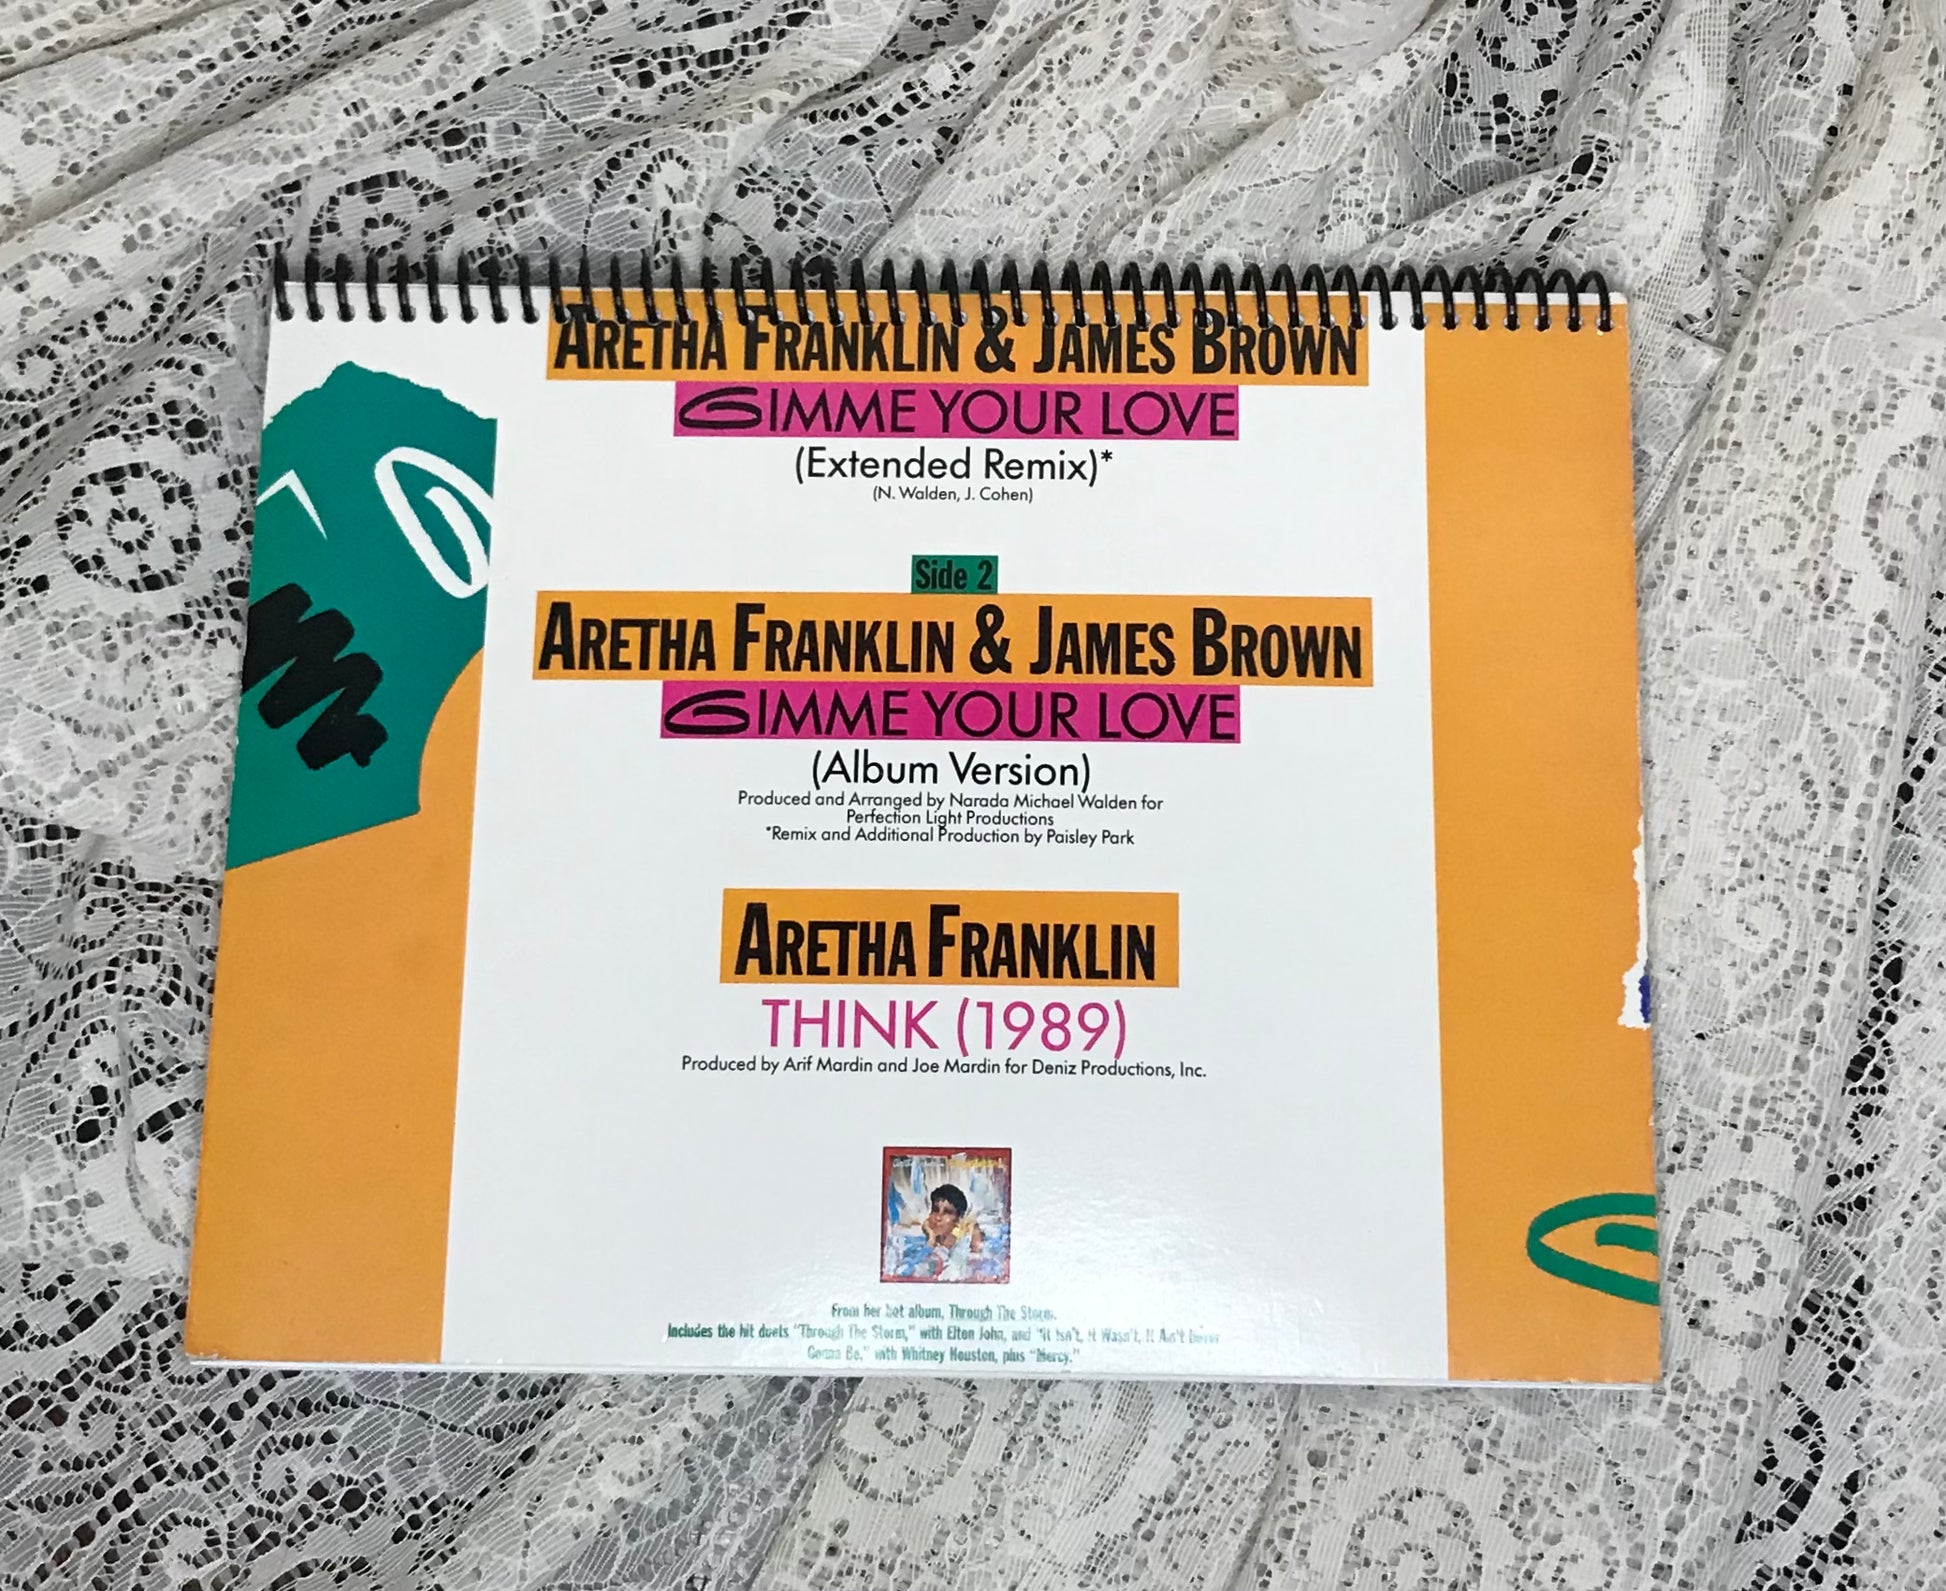 ARETHA FRANKLIN & JAMES BROWN
GIMME YOUR LOVE
(Extended Remix)*
(N. Walden, J. Cohen)
Side 2
ARETHA FRANKLIN & JAMES BROWN
GIMME YOUR LOVE
(Album Version)
Produced and Arranged by Narada Michael Walden for
Perfection Light Productions
*Remix and Additional Production by Paisley Park
ARETHA FRANKLIN
THINK (1989)
Produced by Arif Mardin and Joe Mardin for Deniz Productions, Inc.
From her hot album, Through The Storm.
Includes the hit duets "Through The Storm," with Elton John, and "It Isn't, It Wasn't, It Ain't Never
Gonna Be," with Whitney Houston, plus "Mercy."